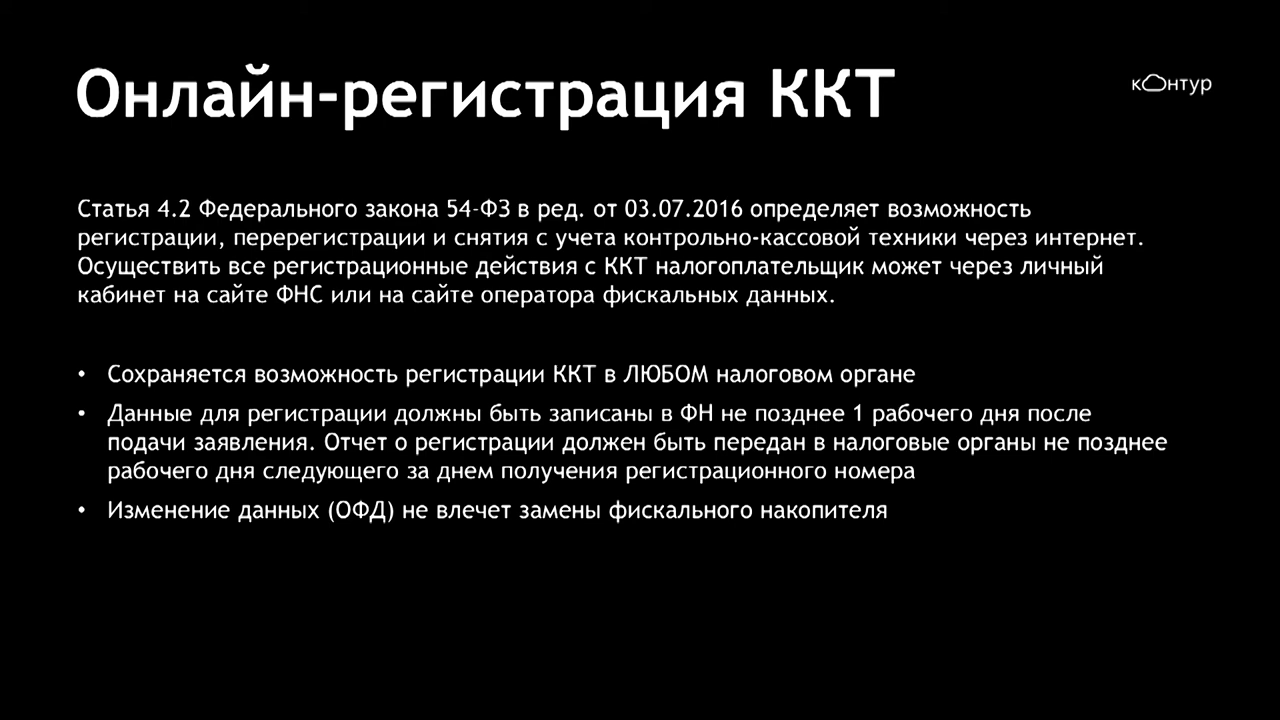 Онлайн-регистрация ККТ
кОнтур
Статья 4.2 Федерального закона 54-ФЗ в ред. от 03.07.2016 определяет возможность
регистрации, перерегистрации и снятия с учета контрольно-кассовой техники через интернет.
Осуществить все регистрационные действия с ККТ налогоплательщик может через личный
кабинет на сайте ФНС или на сайте оператора фискальных данных.
• Сохраняется возможность регистрации ККТ в ЛЮБОМ налоговом органе
• Данные для регистрации должны быть записаны в ФН не позднее 1 рабочего дня после
подачи заявления. Отчет о регистрации должен быть передан в налоговые органы не позднее
рабочего дня следующего за днем получения регистрационного номера
• Изменение данных (ОФД) не влечет замены фискального накопителя